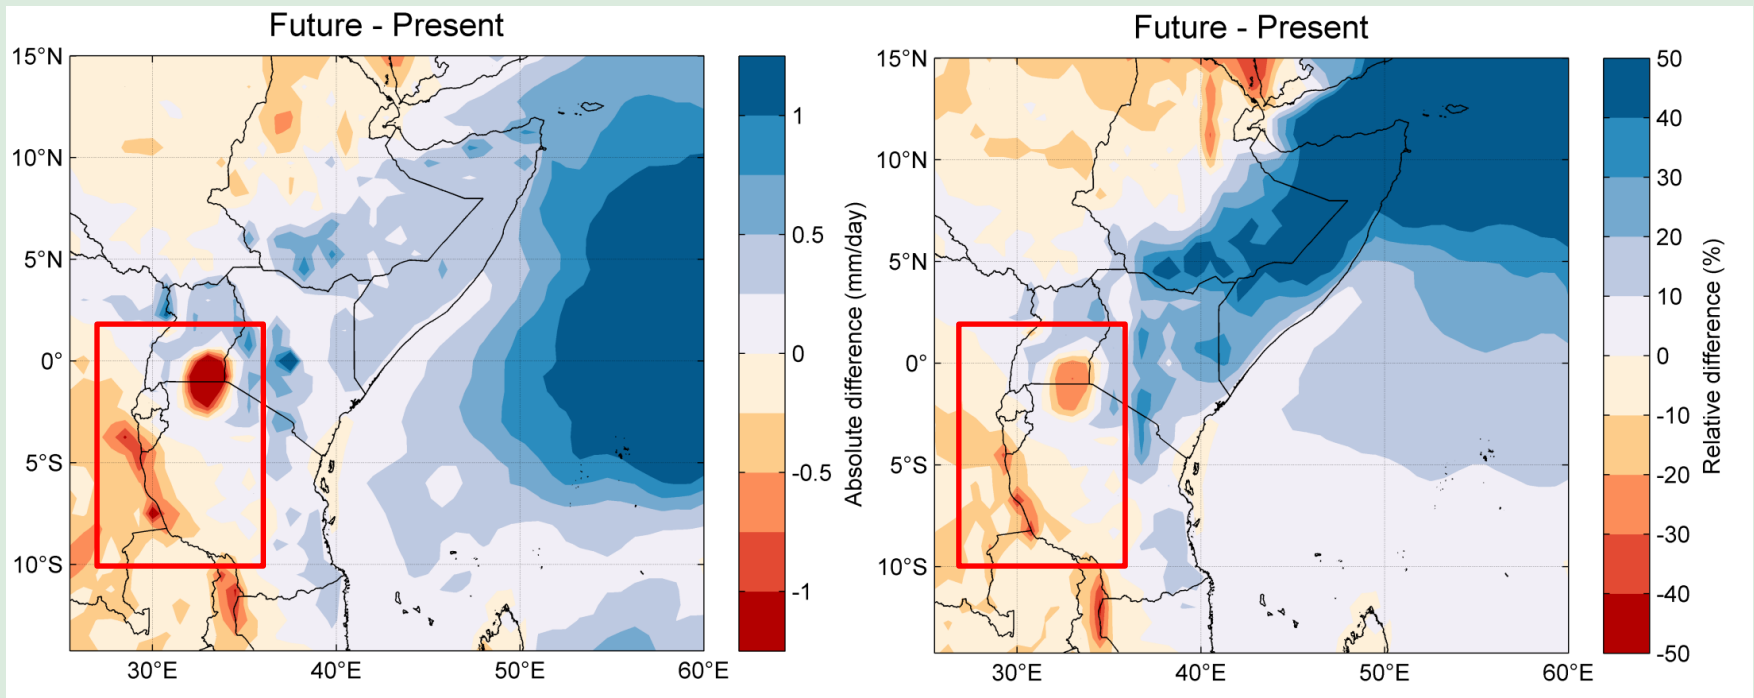 Future - Present
15°N
10°N
5°N
0°
5°S
10°S
30°E
40°E
50°E
60°E
1
0.5
0
-0.5
-1
Absolute difference (mm/day)
Future - Present
15°N
10°N
5°N
0°
5°S
10°S
30°E
40°E
50°E
60°E
50
40
30
20
10
0
-10
-20
-30
-40
-50
Relative difference (%)